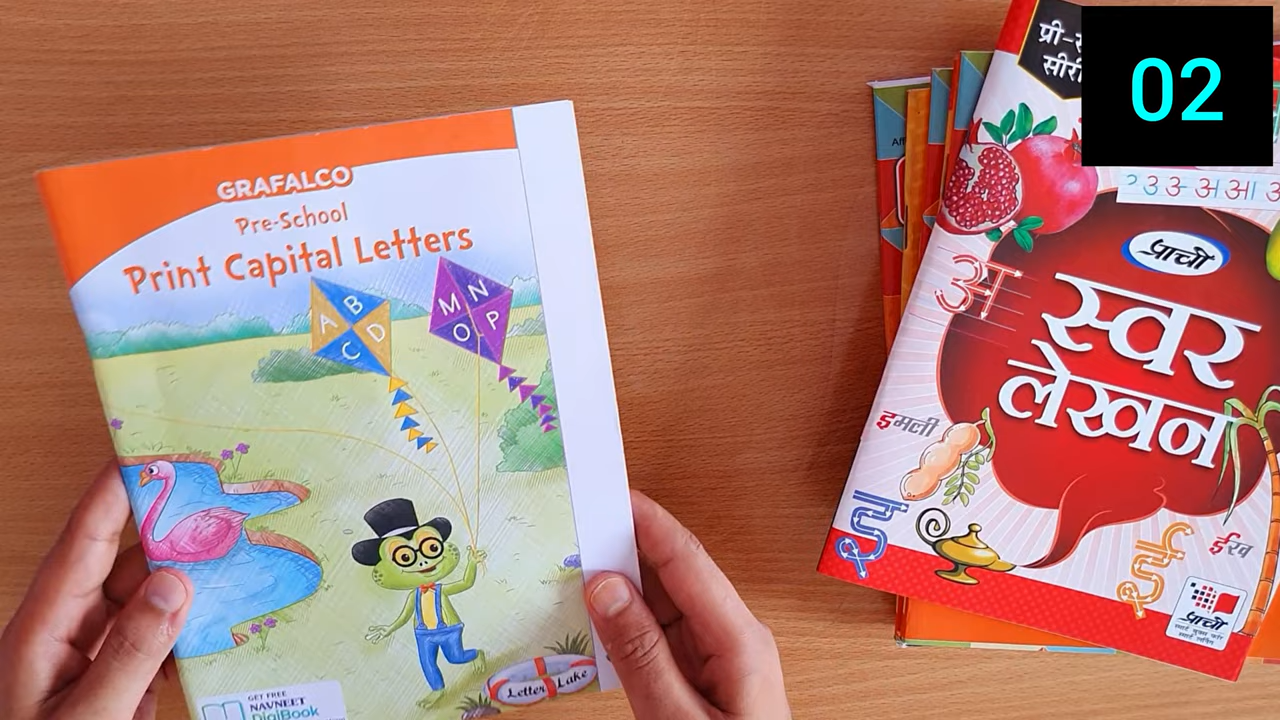 GRAFALCO
Pre-School
Print Capital Letters
A B
C D
M N
O P
Letter Lake
GET FREE
NAVNEET
DigiBook
02
प्री-
सीरी
अ आ
प्राची
स्वर
लेखन
अ
इमली
इ
ई
ईख
प्राची